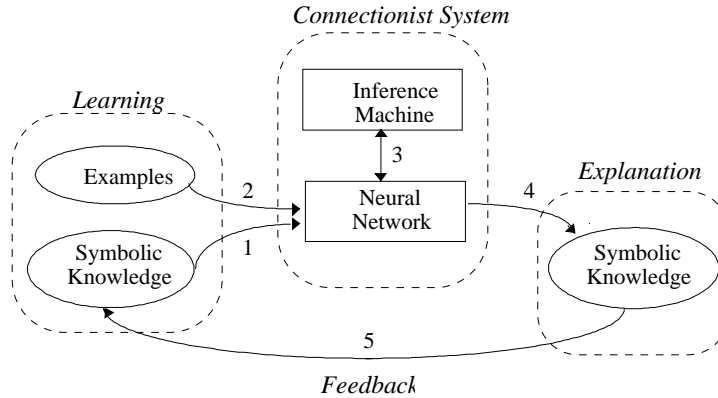 Connectionist System
Learning
Inference
Machine
3
Explanation
Examples
2
Neural
Network
4
Symbolic
Knowledge
1
Symbolic
Knowledge
5
Feedback